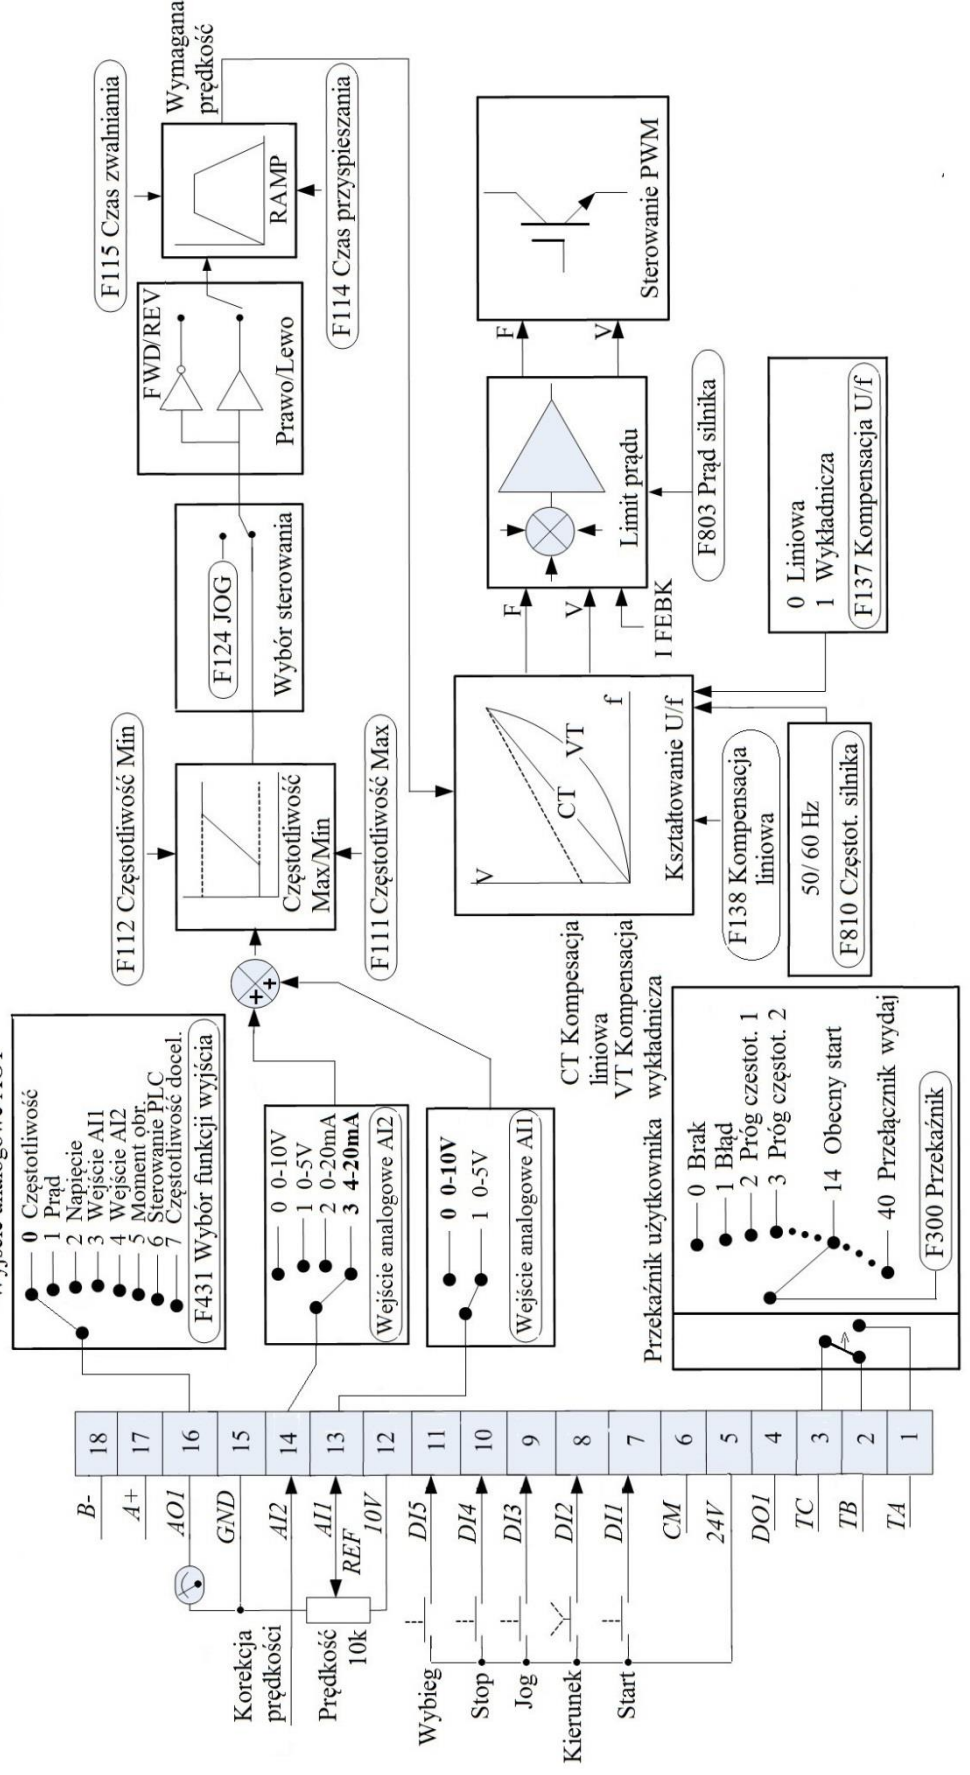 B-
A+
AO1
GND
AI2
AI1
REF
10V
DI5
DI4
DI3
DI2
DI1
CM
24V
DO1
TC
TB
TA
18
17
16
15
14
13
12
11
10
9
8
7
6
5
4
3
2
1
Korekcja
prędkości
Prędkość
10k
Wybieg
Stop
Jog
Kierunek
Start
0 Częstotliwość
1 Prąd
2 Napięcie
3 Wejście AI1
4 Wejście AI2
5 Moment obr.
6 Sterowanie PLC
7 Częstotliwość docel.
F431 Wybór funkcji wyjścia
0 0-10V
1 0-5V
2 0-20mA
3 4-20mA
Wejście analogowe AI2
0 0-10V
1 0-5V
Wejście analogowe AI1
Przekaźnik użytkownika
0 Brak
1 Błąd
2 Próg czestot. 1
3 Próg częstot. 2
14 Obecny start
40 Przełącznik wydaj
F300 Przekaźnik
+
+
F112 Częstotliwość Min
Częstotliwość
Max/Min
F111 Częstotliwość Max
F124 JOG
Wybór sterowania
FWD/REV
Prawo/Lewo
F115 Czas zwalniania
RAMP
F114 Czas przyspieszania
Wymagana
prędkość
CT Kompesacja
liniowa
VT Kompensacja
wykładnicza
V
CT
VT
f
Kształtowanie U/f
F138 Kompensacja
liniowa
50/ 60 Hz
F810 Częstot. silnika
0 Liniowa
1 Wykładnicza
F137 Kompensacja U/f
F
V
I FEBK
Limit prądu
F803 Prąd silnika
F
V
Sterowanie PWM